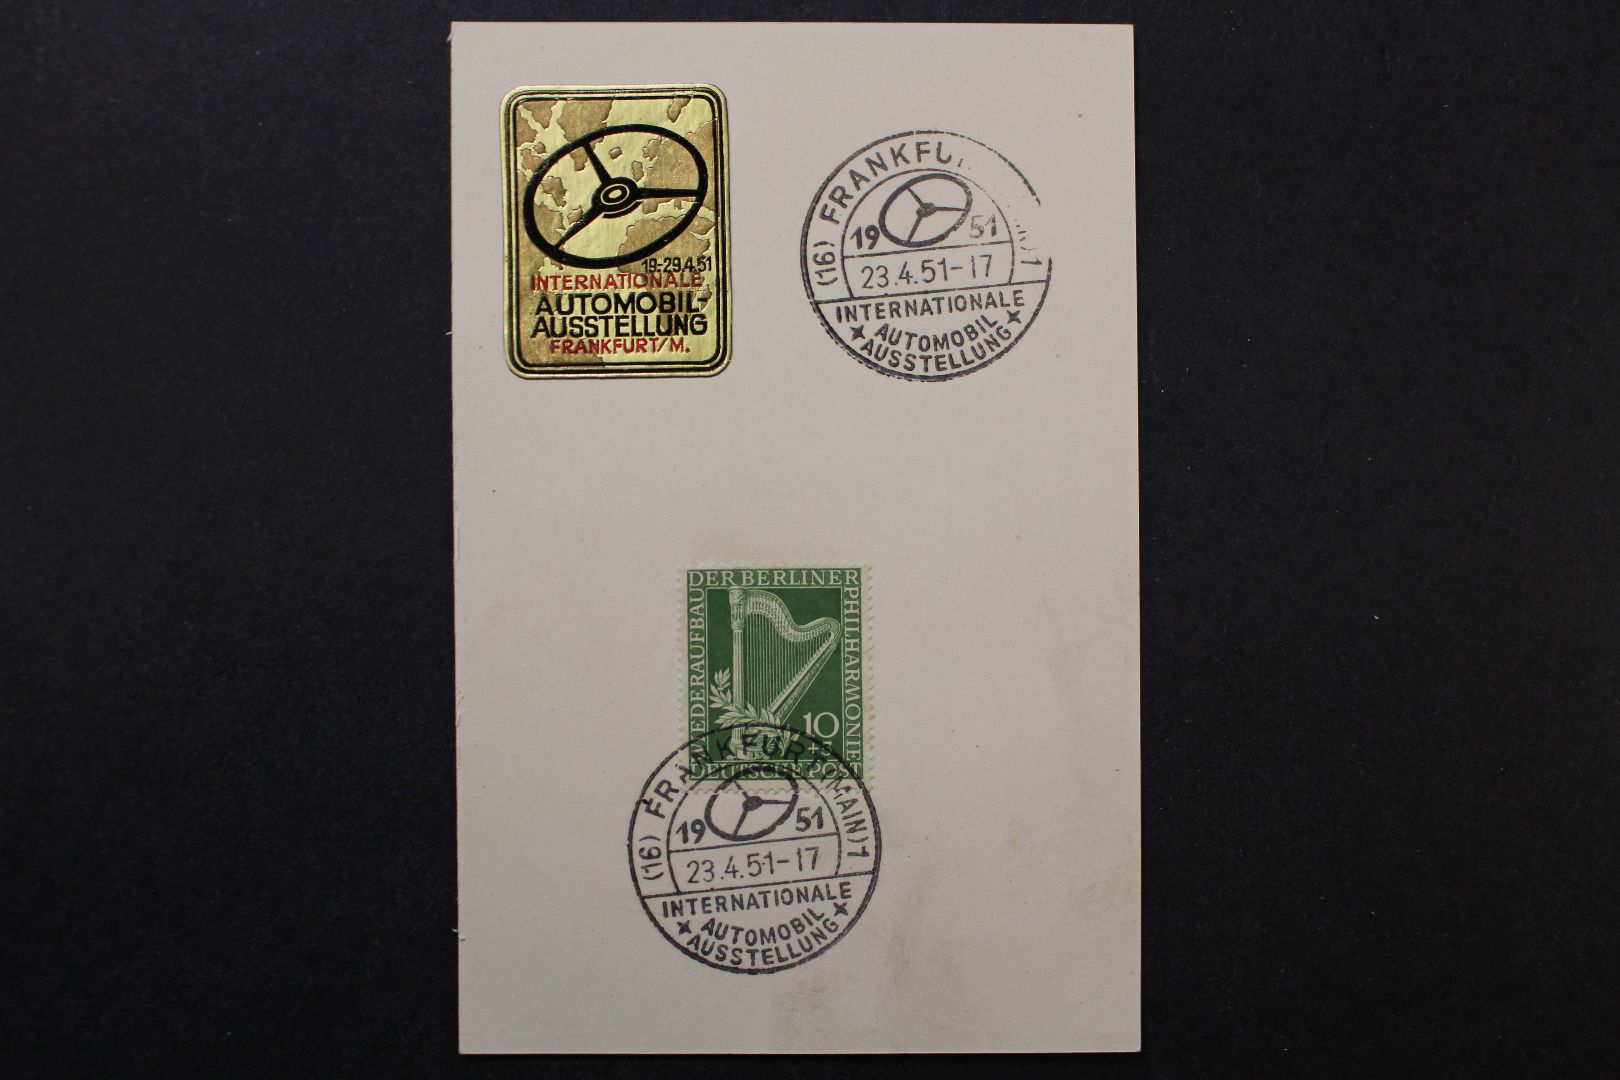 19.-29.4.51
INTERNATIONALE
AUTOMOBIL-
AUSSTELLUNG
FRANKFURT/M.
(16)
1
19 51
23.4.51-17
INTERNATIONALE
AUTOMOBIL
AUSSTELLUNG
WIEDERAUFBAU
DER BERLINER
PHILHARMONIE
10
+5
DEUTSCHE POST
(16) FRANKFURT (MAIN) 1
19 51
23.4.51-17
INTERNATIONALE
AUTOMOBIL
AUSSTELLUNG